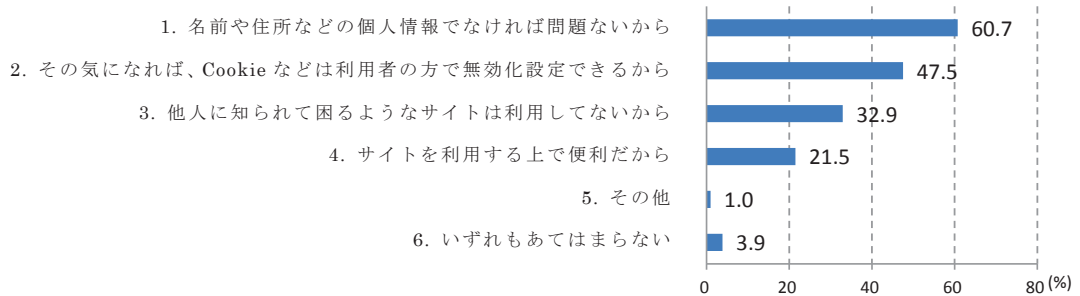 1. 名前や住所などの個人情報でなければ問題ないから 60.7
2. その気になれば、Cookie などは利用者の方で無効化設定できるから 47.5
3. 他人に知られて困るようなサイトは利用してないから 32.9
4. サイトを利用する上で便利だから 21.5
5. その他 1.0
6. いずれもあてはまらない 3.9
0 20 40 60 80 (%)